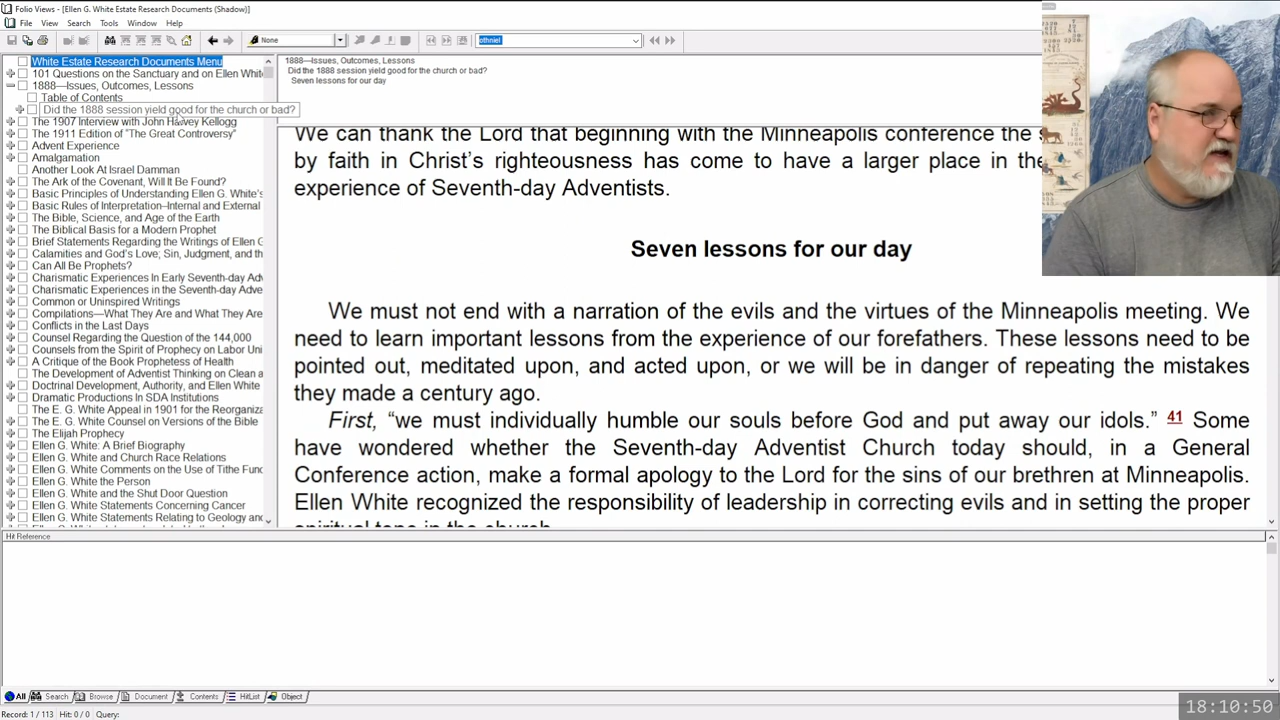 Folio Views - [Ellen G. White Estate Research Documents (Shadow)]
File View Search Tools Window Help
None
othniel
White Estate Research Documents Menu
101 Questions on the Sanctuary and on Ellen White
1888—Issues, Outcomes, Lessons
Table of Contents
Did the 1888 session yield good for the church or bad?
The 1907 Interview with John Harvey Kellogg
The 1911 Edition of "The Great Controversy"
Advent Experience
Amalgamation
Another Look At Israel Damman
The Ark of the Covenant, Will It Be Found?
Basic Principles of Understanding Ellen G. White's
Basic Rules of Interpretation–Internal and External
The Bible, Science, and Age of the Earth
The Biblical Basis for a Modern Prophet
Brief Statements Regarding the Writings of Ellen G
Calamities and God's Love; Sin, Judgment, and th
Can All Be Prophets?
Charismatic Experiences In Early Seventh-day Adv
Charismatic Experiences in the Seventh-day Adve
Common or Uninspired Writings
Compilations—What They Are and What They Are
Conflicts in the Last Days
Counsel Regarding the Question of the 144,000
Counsels from the Spirit of Prophecy on Labor Uni
A Critique of the Book Prophetess of Health
The Development of Adventist Thinking on Clean a
Doctrinal Development, Authority, and Ellen White
Dramatic Productions In SDA Institutions
The E. G. White Appeal in 1901 for the Reorganiza
The E. G. White Counsel on Versions of the Bible
The Elijah Prophecy
Ellen G. White: A Brief Biography
Ellen G. White and Church Race Relations
Ellen G. White Comments on the Use of Tithe Func
Ellen G. White the Person
Ellen G. White and the Shut Door Question
Ellen G. White Statements Concerning Cancer
Ellen G. White Statements Relating to Geology and
1888—Issues, Outcomes, Lessons
Did the 1888 session yield good for the church or bad?
Seven lessons for our day
We can thank the Lord that beginning with the Minneapolis conference the
by faith in Christ's righteousness has come to have a larger place in the
experience of Seventh-day Adventists.
Seven lessons for our day
We must not end with a narration of the evils and the virtues of the Minneapolis meeting. We
need to learn important lessons from the experience of our forefathers. These lessons need to be
pointed out, meditated upon, and acted upon, or we will be in danger of repeating the mistakes
they made a century ago.
First, “we must individually humble our souls before God and put away our idols.” 41 Some
have wondered whether the Seventh-day Adventist Church today should, in a General
Conference action, make a formal apology to the Lord for the sins of our brethren at Minneapolis.
Ellen White recognized the responsibility of leadership in correcting evils and in setting the proper
spiritual tone in the church.
Hit Reference
All Search Browse Document Contents HitList Object
Record: 1 / 113 Hit: 0 / 0 Query:
18:10:50